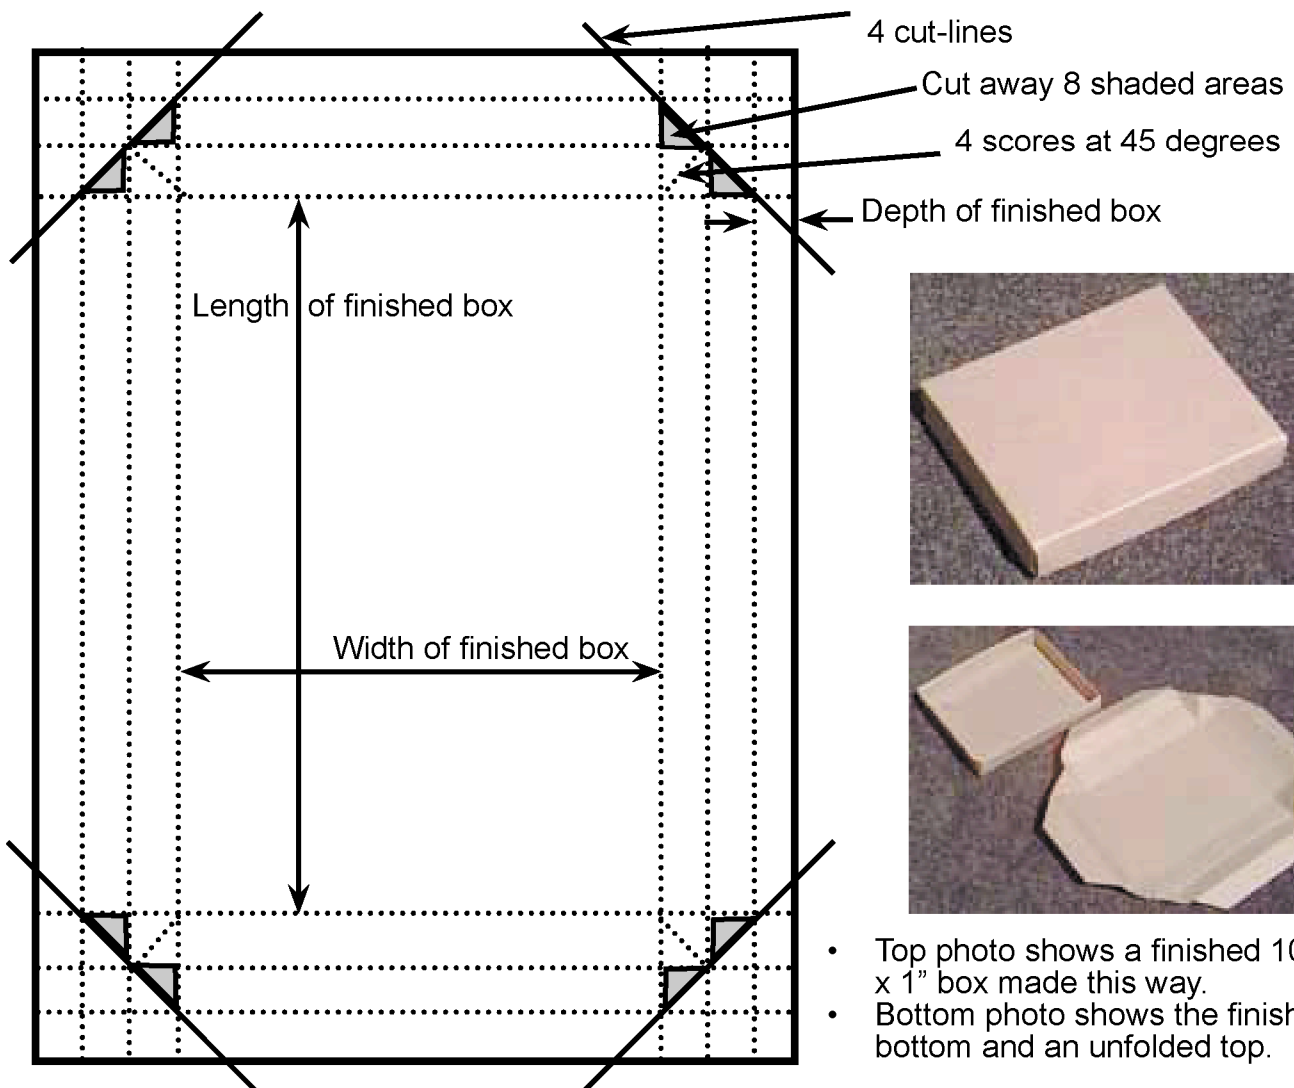 4 cut-lines
Cut away 8 shaded areas
4 scores at 45 degrees
Depth of finished box
Length of finished box
Width of finished box
• Top photo shows a finished 10
x 1” box made this way.
• Bottom photo shows the finish
bottom and an unfolded top.